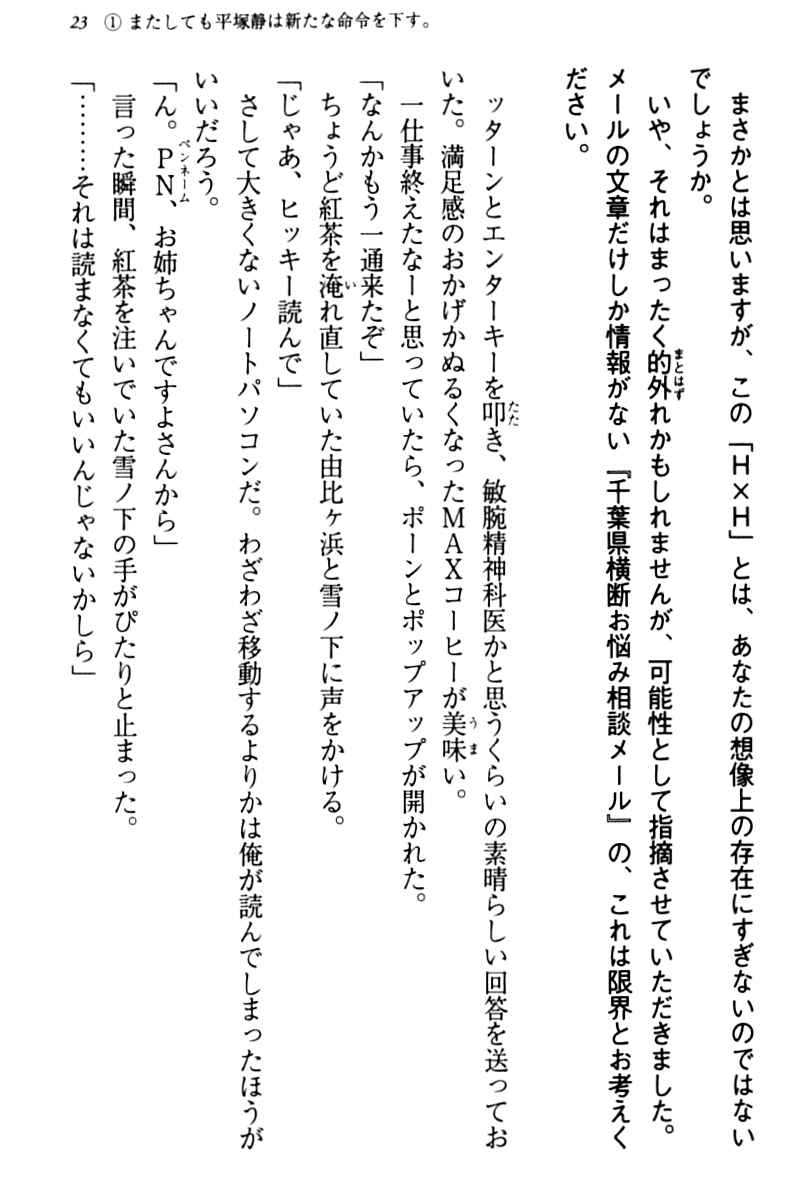 23 ① またしても平塚静は新たな命令を下す。
まさかとは思いますが、この「H×H」とは、あなたの想像上の存在にすぎないのではない
でしょうか。
いや、それはまったく的外れかもしれませんが、可能性として指摘させていただきました。
メールの文章だけしか情報がない『千葉県横断お悩み相談メール』の、これは限界とお考えく
ださい。
ッターンとエンターキーを叩き、敏腕精神科医かと思うくらいの素晴らしい回答を送ってお
いた。満足感のおかげかぬるくなったMAXコーヒーが美味い。
一仕事終えたなーと思っていたら、ポーンとポップアップが開かれた。
「なんかもう一通来たぞ」
ちょうど紅茶を淹れ直していた由比ヶ浜と雪ノ下に声をかける。
「じゃあ、ヒッキー読んで」
さして大きくないノートパソコンだ。わざわざ移動するよりかは俺が読んでしまったほうが
いいだろう。
「ん。PN、お姉ちゃんですよさんから」
言った瞬間、紅茶を注いでいた雪ノ下の手がぴたりと止まった。
「………それは読まなくてもいいんじゃないかしら」